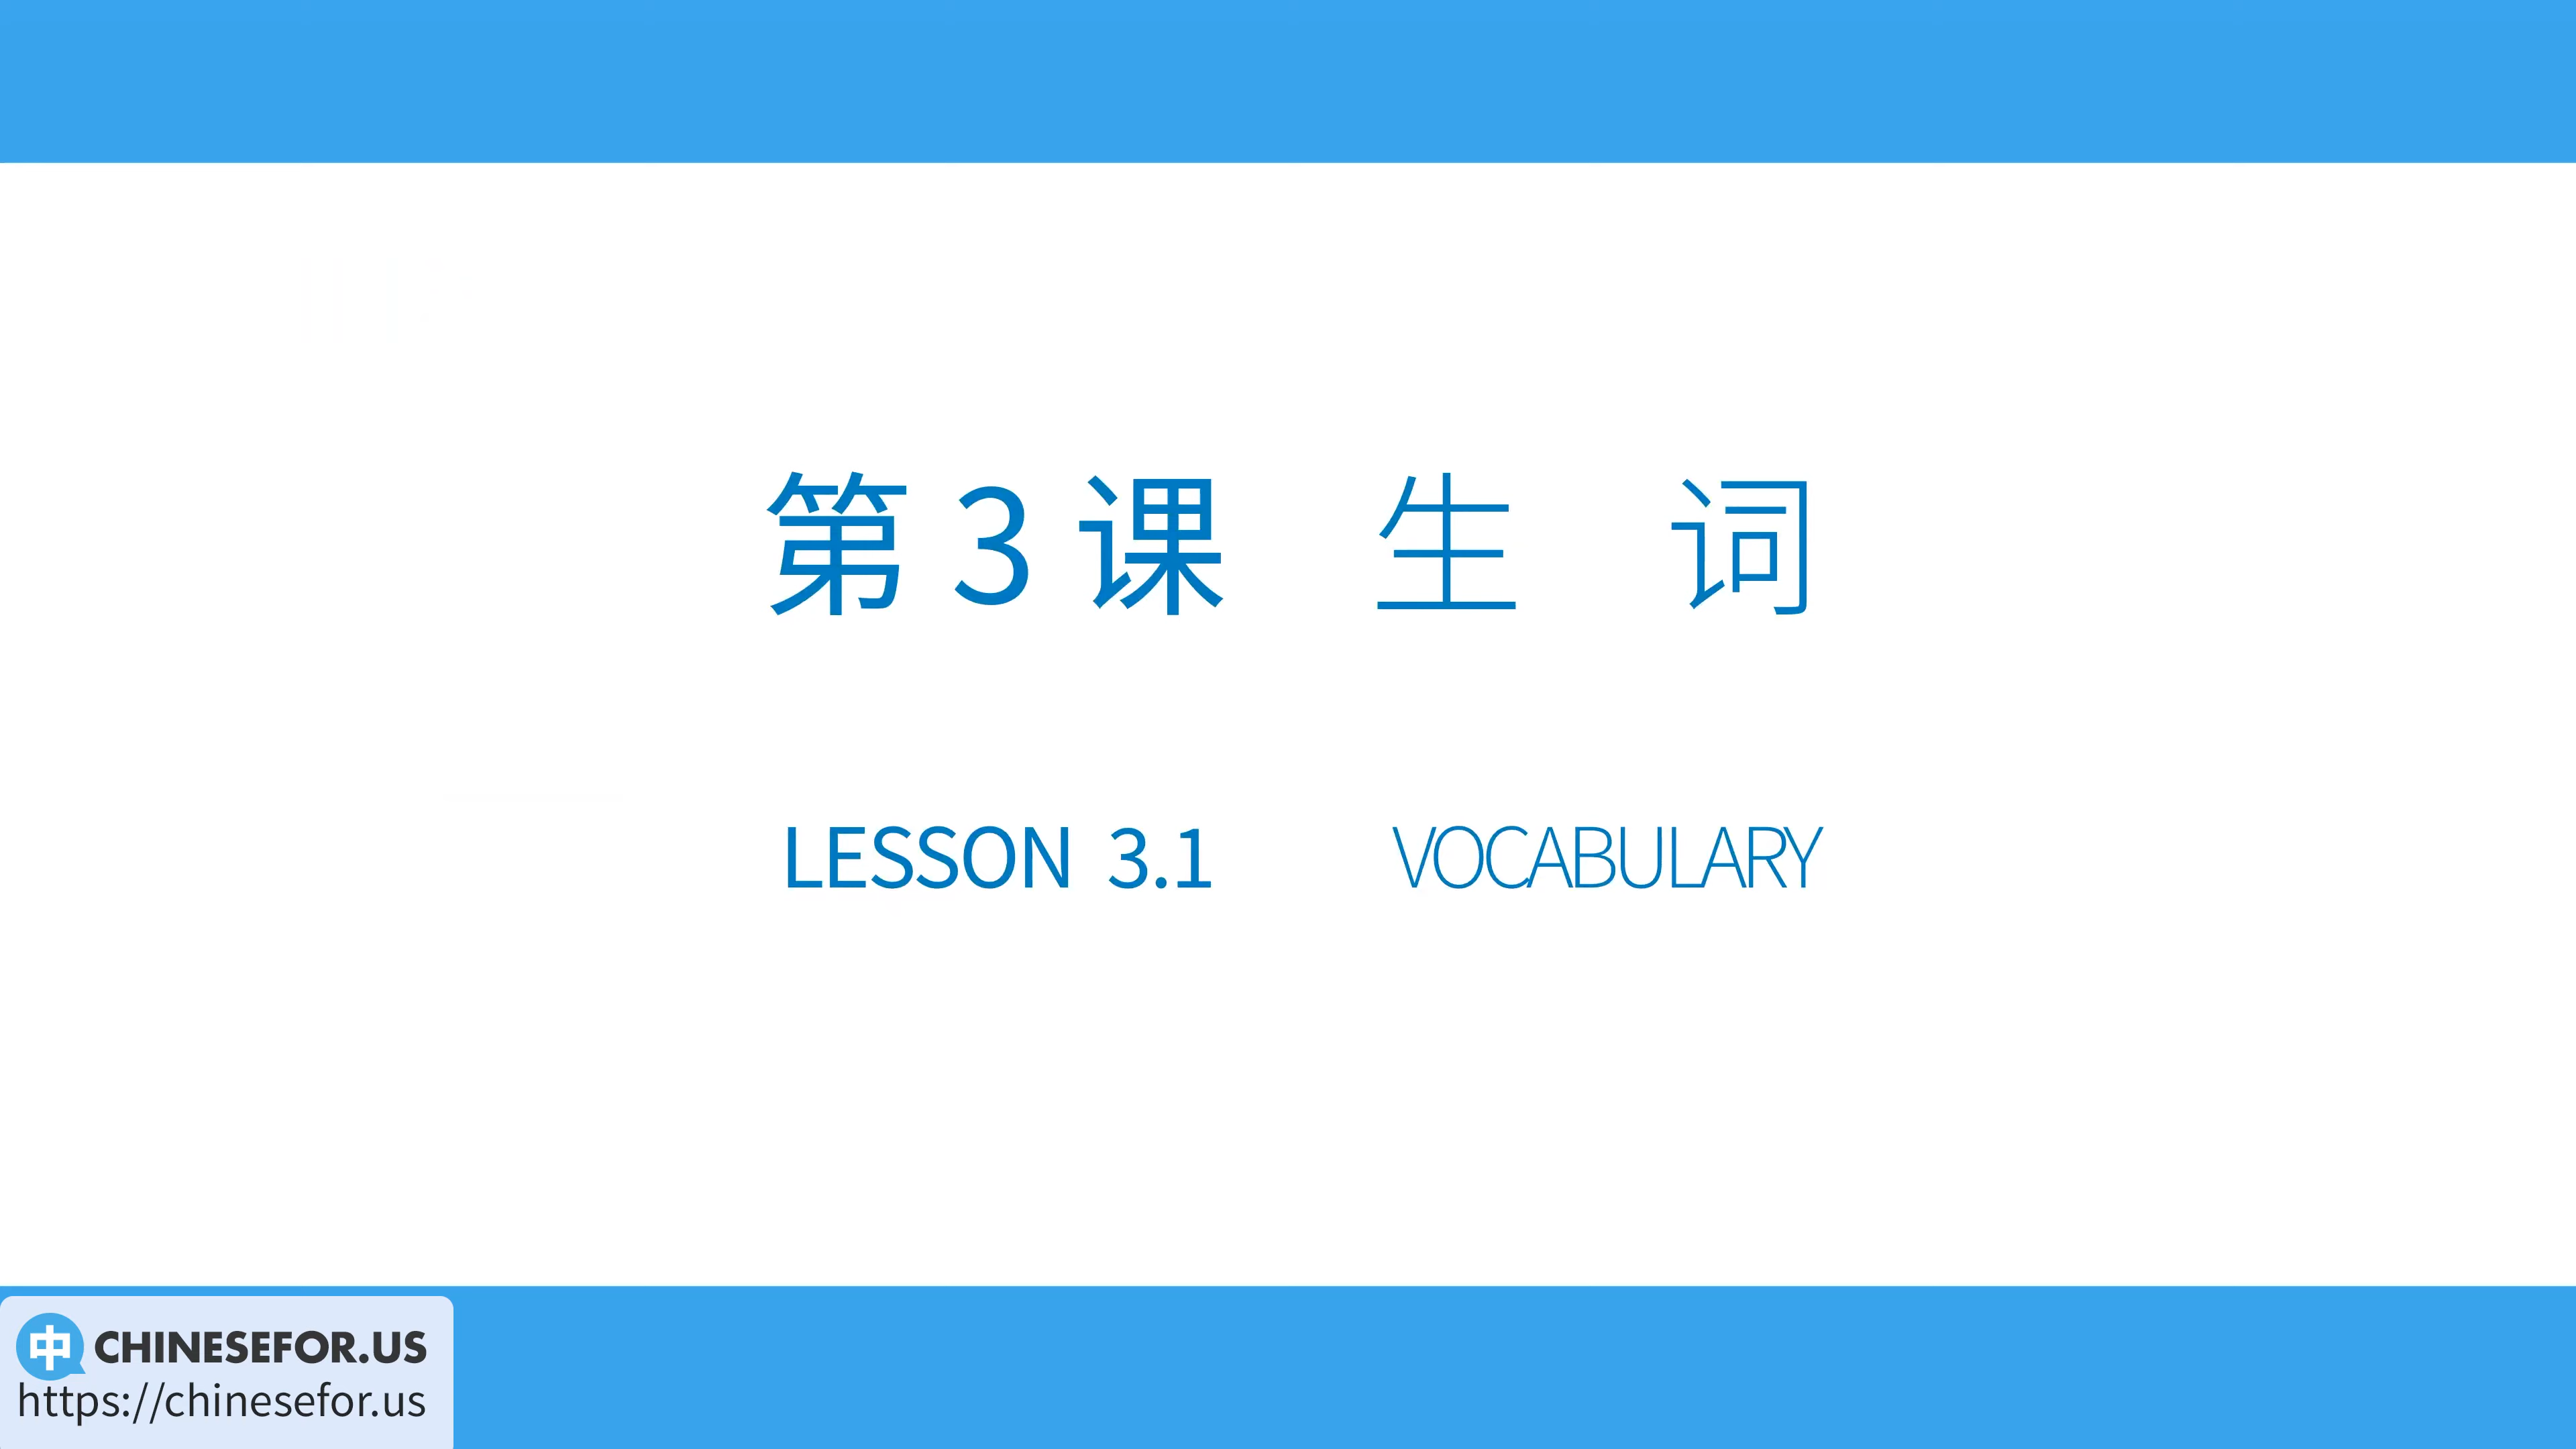 第3课 生 词
LESSON 3.1 VOCABULARY
中 CHINESEFOR.US
https://chinesefor.us